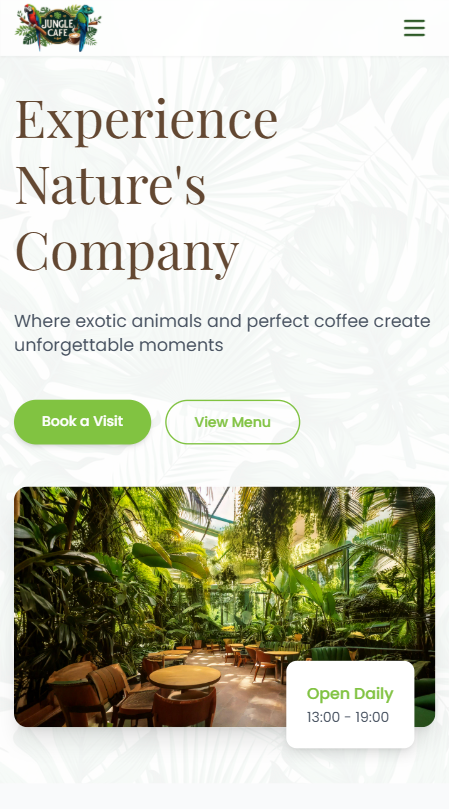 JUNGLE
CAFE
Experience
Nature's
Company
Where exotic animals and perfect coffee create
unforgettable moments
Book a Visit
View Menu
Open Daily
13:00 - 19:00